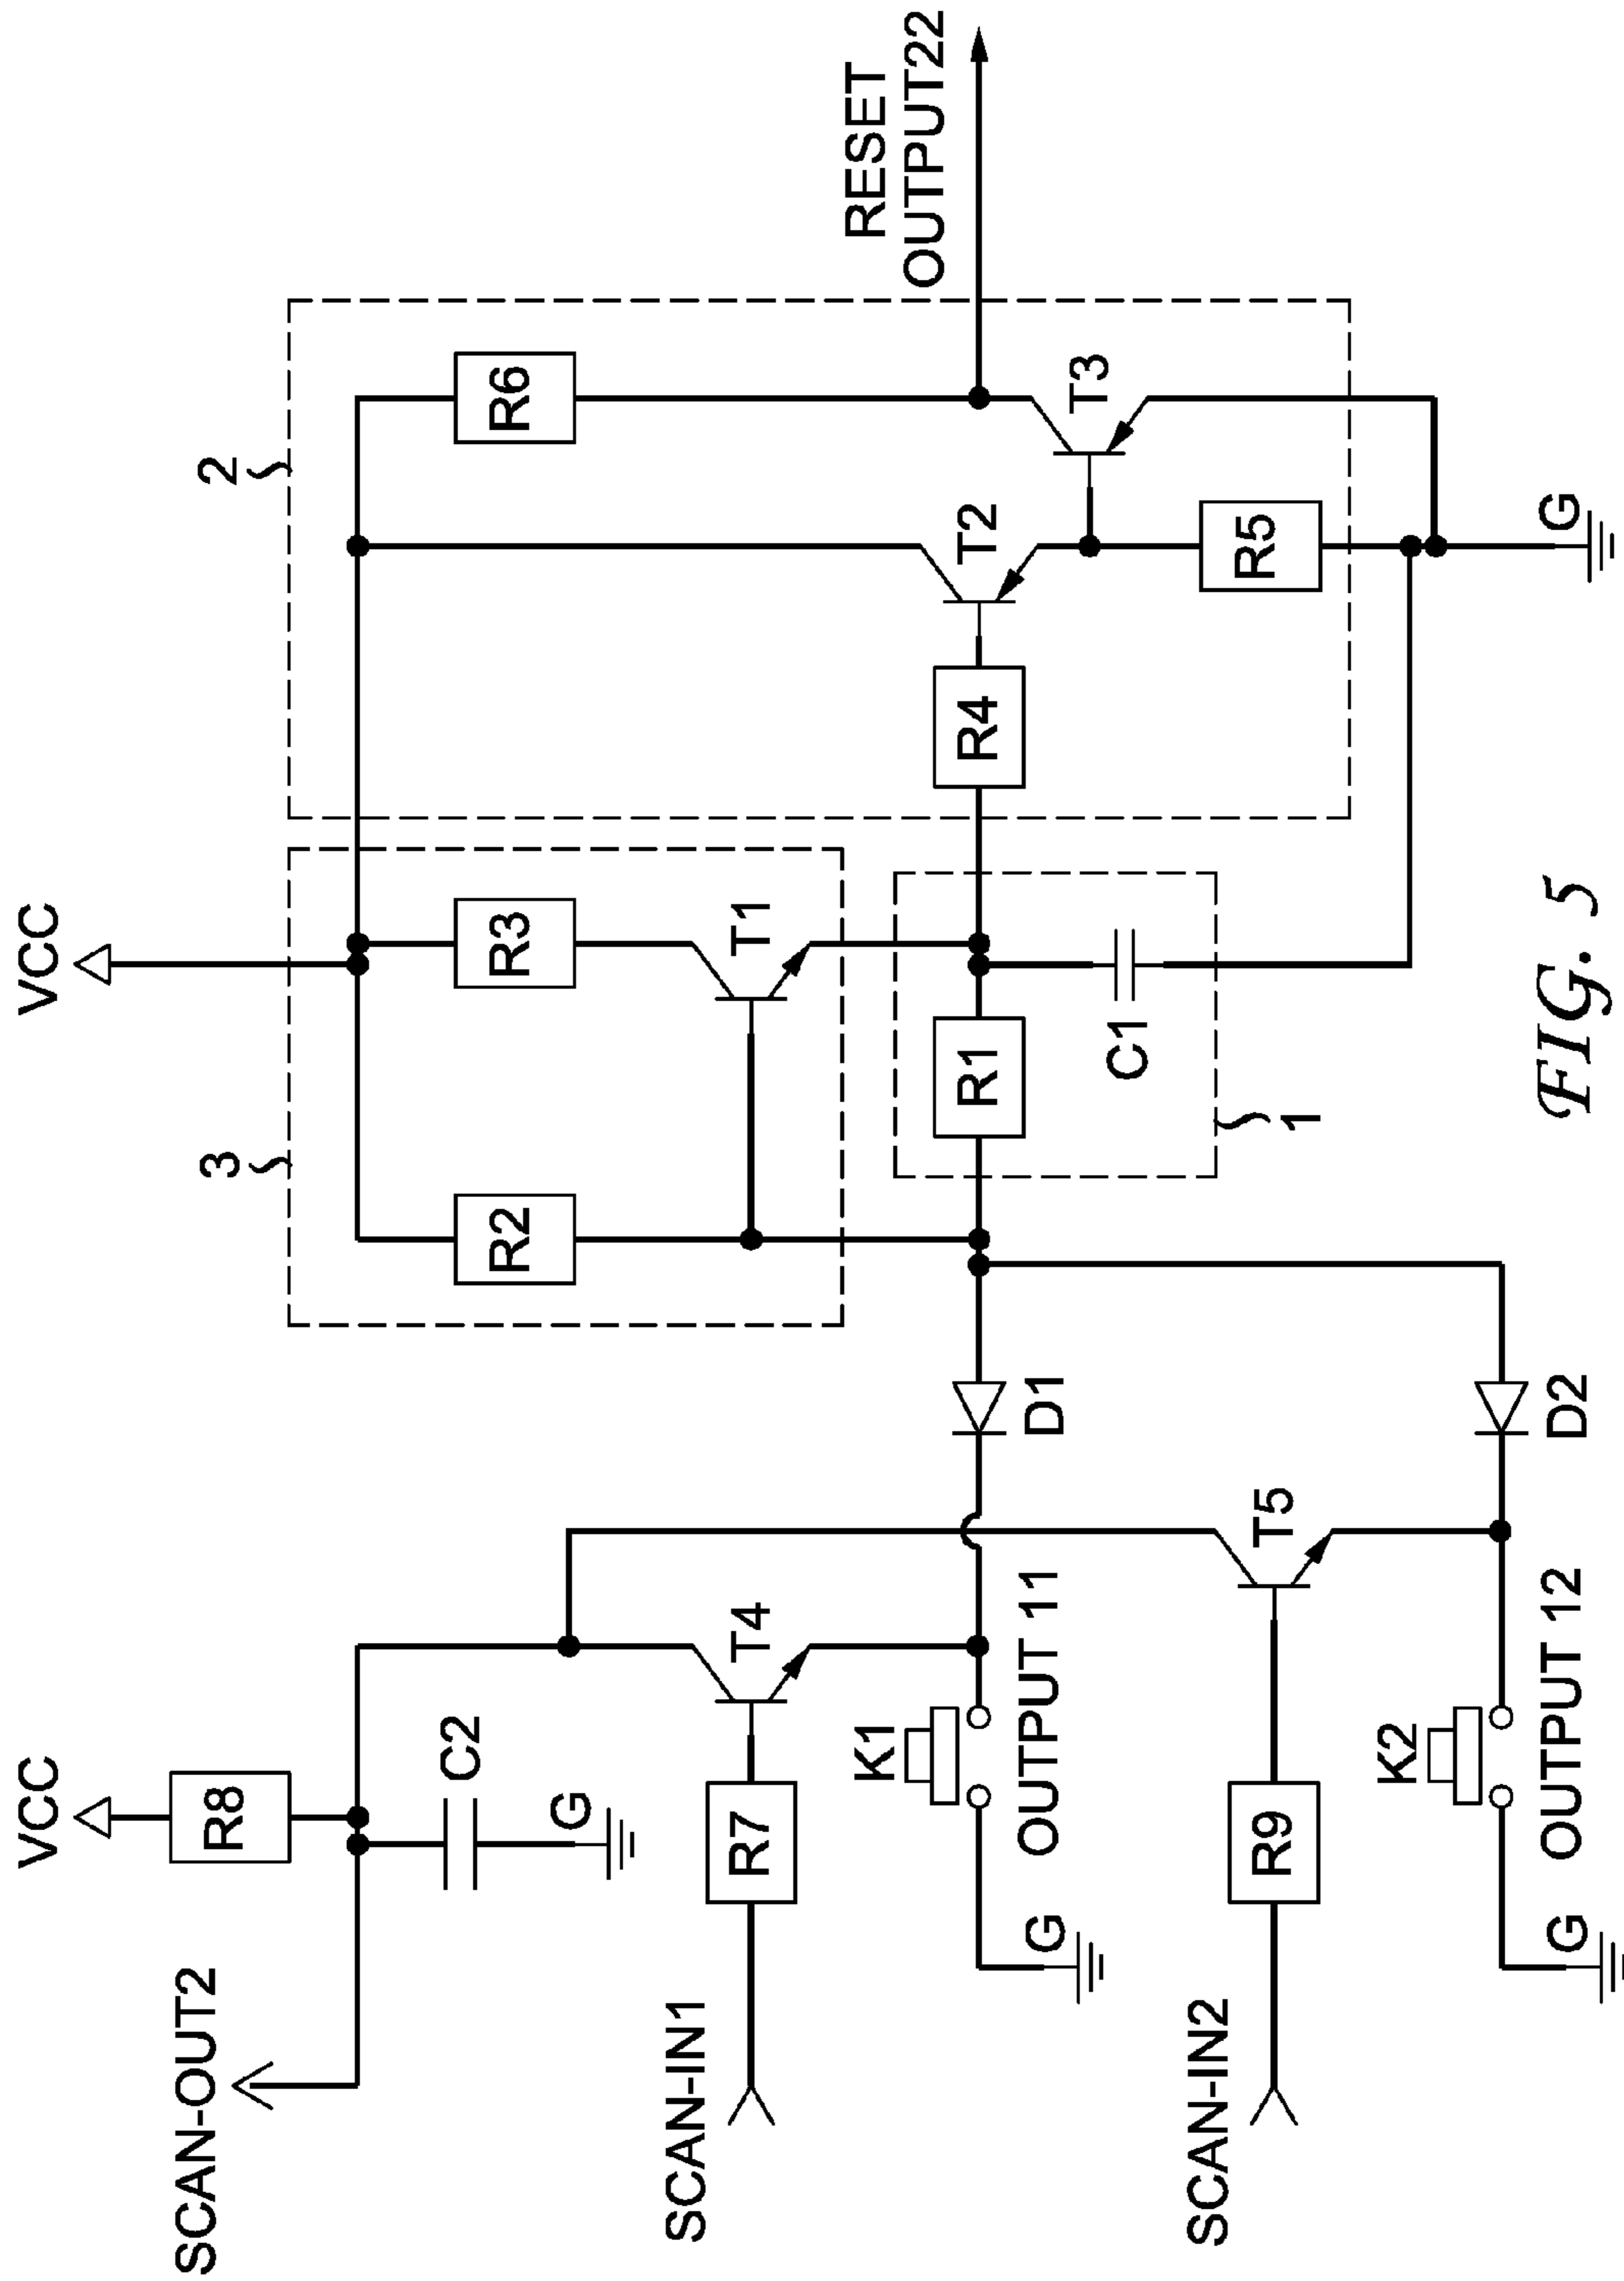 VCC
VCC
SCAN-OUT2
R8
C2
G
3
2
R2
R3
R6
T1
SCAN-IN1
R7
T4
K1
OUTPUT 11
G
D1
R1
C1
1
R4
T2
T3
R5
G
RESET
OUTPUT22
SCAN-IN2
R9
T5
K2
OUTPUT 12
G
D2
FIG. 5